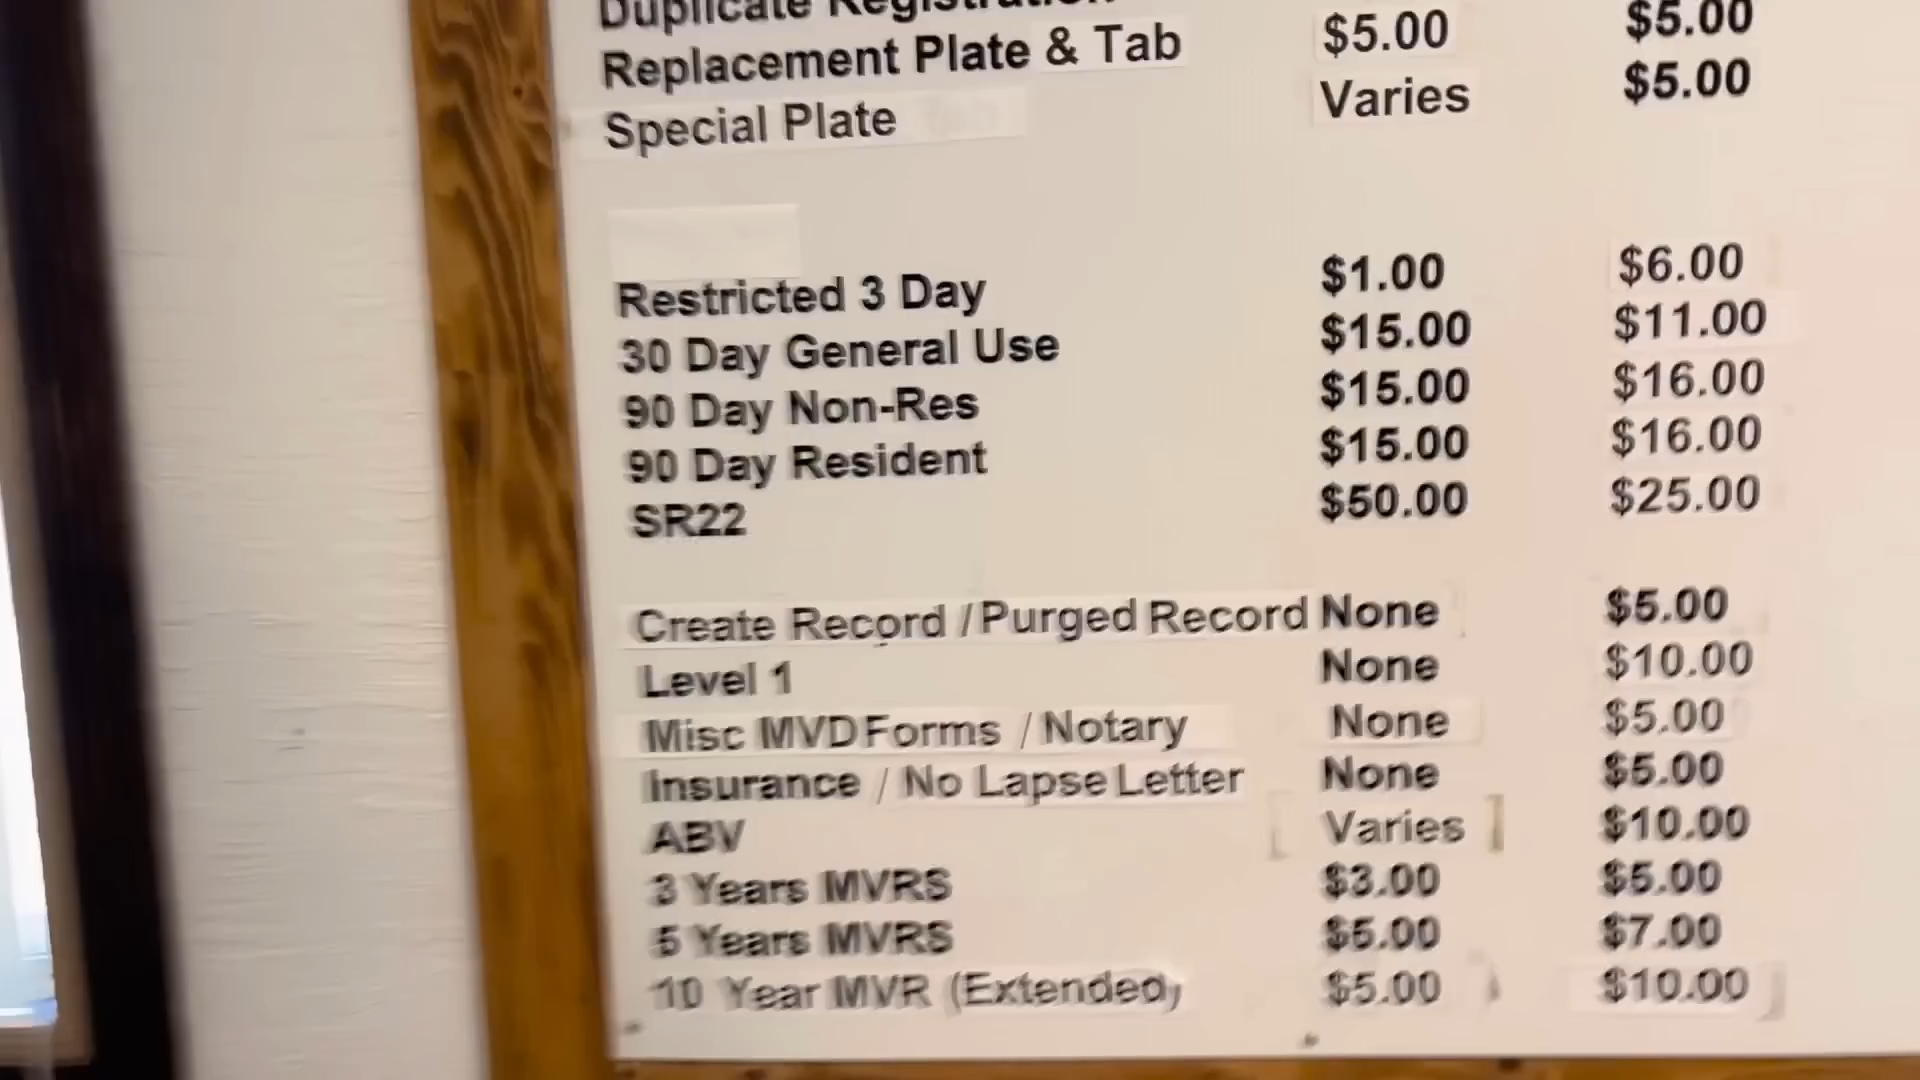 Duplicate Registration
Replacement Plate & Tab $5.00 $5.00
Special Plate Varies $5.00
Restricted 3 Day $1.00 $6.00
30 Day General Use $15.00 $11.00
90 Day Non-Res $15.00 $16.00
90 Day Resident $15.00 $16.00
SR22 $50.00 $25.00
Create Record / Purged Record None $5.00
Level 1 None $10.00
Misc MVD Forms / Notary None $5.00
Insurance / No Lapse Letter None $5.00
ABV Varies $10.00
3 Years MVRS $3.00 $5.00
5 Years MVRS $5.00 $7.00
10 Year MVR (Extended) $5.00 $10.00